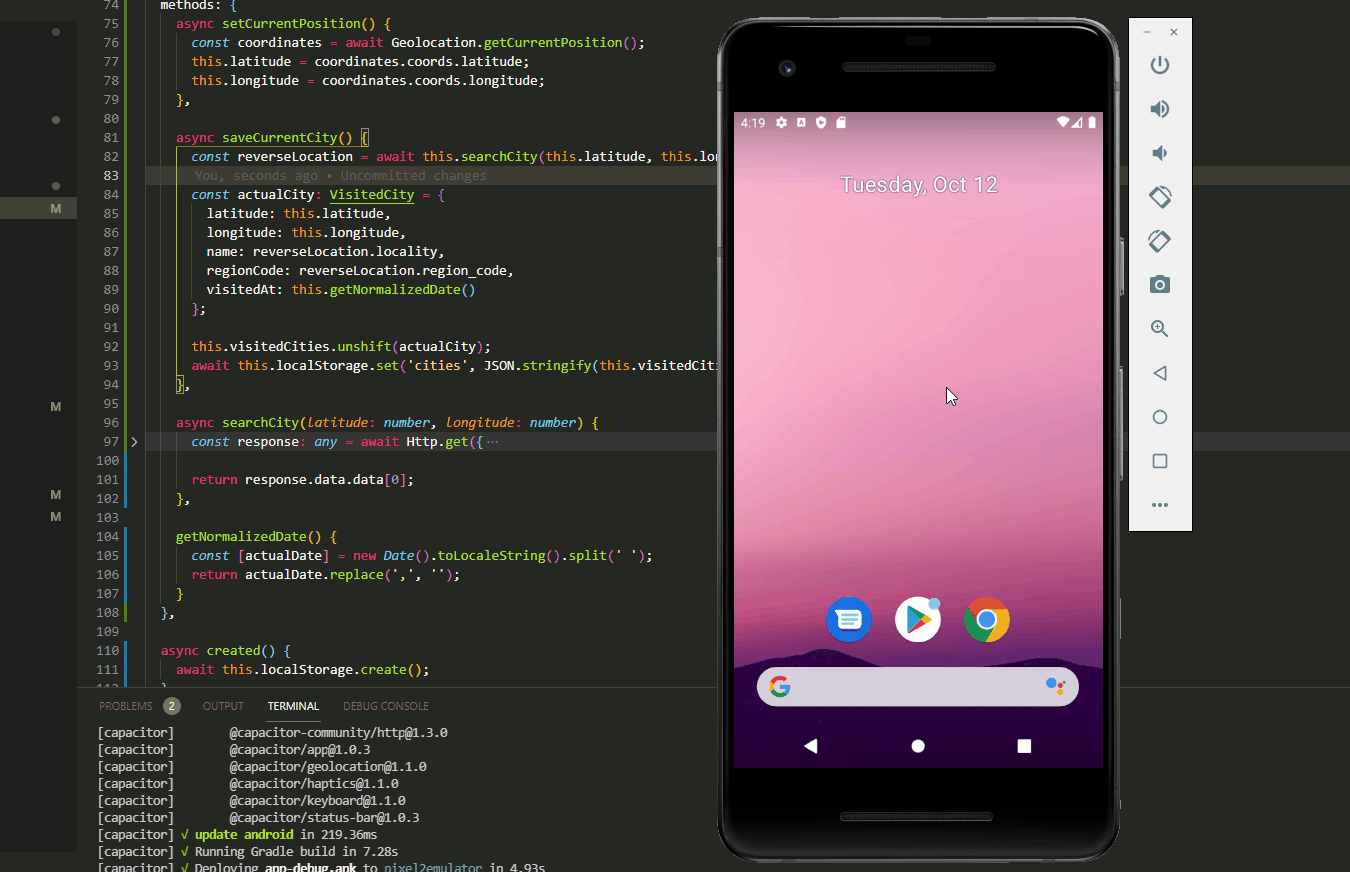 74 methods: {
75 async setCurrentPosition() {
76 const coordinates = await Geolocation.getCurrentPosition();
77 this.latitude = coordinates.coords.latitude;
78 this.longitude = coordinates.coords.longitude;
79 },
80
81 async saveCurrentCity() {
82 const reverseLocation = await this.searchCity(this.latitude, this.lon
83 You, seconds ago • Uncommitted changes
84 const actualCity: VisitedCity = {
85 latitude: this.latitude,
86 longitude: this.longitude,
87 name: reverseLocation.locality,
88 regionCode: reverseLocation.region_code,
89 visitedAt: this.getNormalizedDate()
90 };
91
92 this.visitedCities.unshift(actualCity);
93 await this.localStorage.set('cities', JSON.stringify(this.visitedCiti
94 },
95
96 async searchCity(latitude: number, longitude: number) {
97 const response: any = await Http.get({ ⋯
100
101 return response.data.data[0];
102 },
103
104 getNormalizedDate() {
105 const [actualDate] = new Date().toLocaleString().split(' ');
106 return actualDate.replace(',', '');
107 }
108 },
109
110 async created() {
111 await this.localStorage.create();
M
M
M
M
PROBLEMS 2 OUTPUT TERMINAL DEBUG CONSOLE
[capacitor] @capacitor-community/http@1.3.0
[capacitor] @capacitor/app@1.0.3
[capacitor] @capacitor/geolocation@1.1.0
[capacitor] @capacitor/haptics@1.1.0
[capacitor] @capacitor/keyboard@1.1.0
[capacitor] @capacitor/status-bar@1.0.3
[capacitor] √ update android in 219.36ms
[capacitor] √ Running Gradle build in 7.28s
[capacitor] √ Deploying app-debug.apk to pixel2emulator in 4.93s
4:19
Tuesday, Oct 12